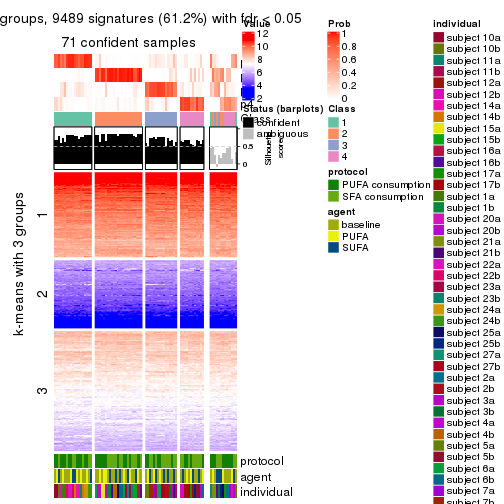 groups, 9489 signatures (61.2%) with fdr < 0.05
71 confident samples
k-means with 3 groups
1
2
3
Class
protocol
agent
individual
Silhouette
score
0.5
0
Value
12
10
8
6
4
2
Status (barplots)
confident
ambiguous
Prob
1
0.8
0.6
0.4
0.2
0
Class
1
2
3
4
protocol
PUFA consumption
SFA consumption
agent
baseline
PUFA
SUFA
individual
subject 10a
subject 10b
subject 11a
subject 11b
subject 12a
subject 12b
subject 14a
subject 14b
subject 15a
subject 15b
subject 16a
subject 16b
subject 17a
subject 17b
subject 1a
subject 1b
subject 20a
subject 20b
subject 21a
subject 21b
subject 22a
subject 22b
subject 23a
subject 23b
subject 24a
subject 24b
subject 25a
subject 25b
subject 27a
subject 27b
subject 2a
subject 2b
subject 3a
subject 3b
subject 4a
subject 4b
subject 5a
subject 5b
subject 6a
subject 6b
subject 7a
subject 7b